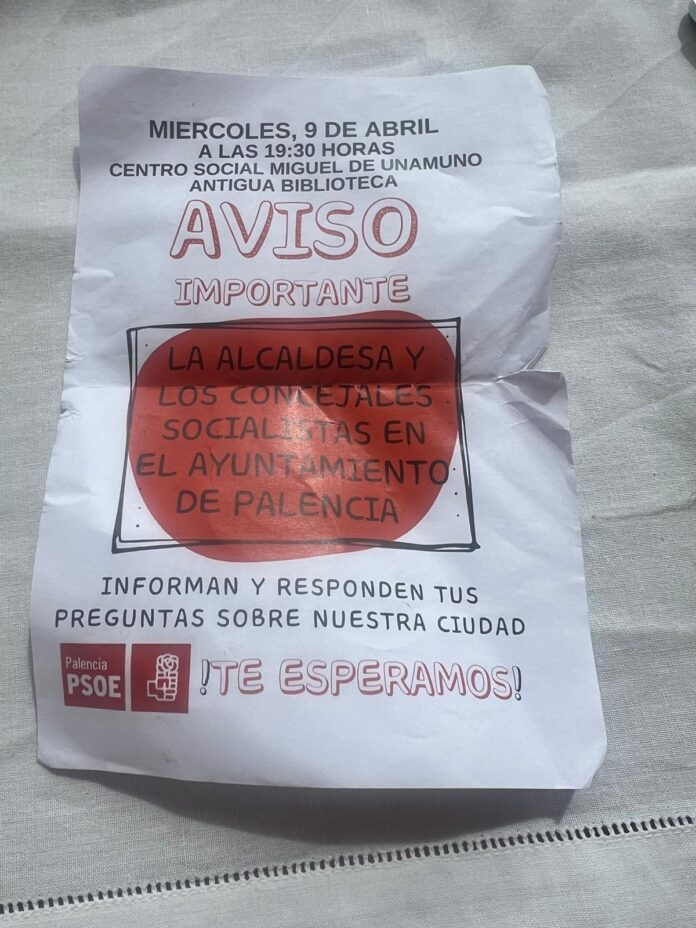 MIERCOLES, 9 DE ABRIL
A LAS 19:30 HORAS
CENTRO SOCIAL MIGUEL DE UNAMUNO
ANTIGUA BIBLIOTECA
AVISO
IMPORTANTE
LA ALCALDESA Y
LOS CONCEJALES
SOCIALISTAS EN
EL AYUNTAMIENTO
DE PALENCIA
INFORMAN Y RESPONDEN TUS
PREGUNTAS SOBRE NUESTRA CIUDAD
Palencia
PSOE
!TE ESPERAMOS!